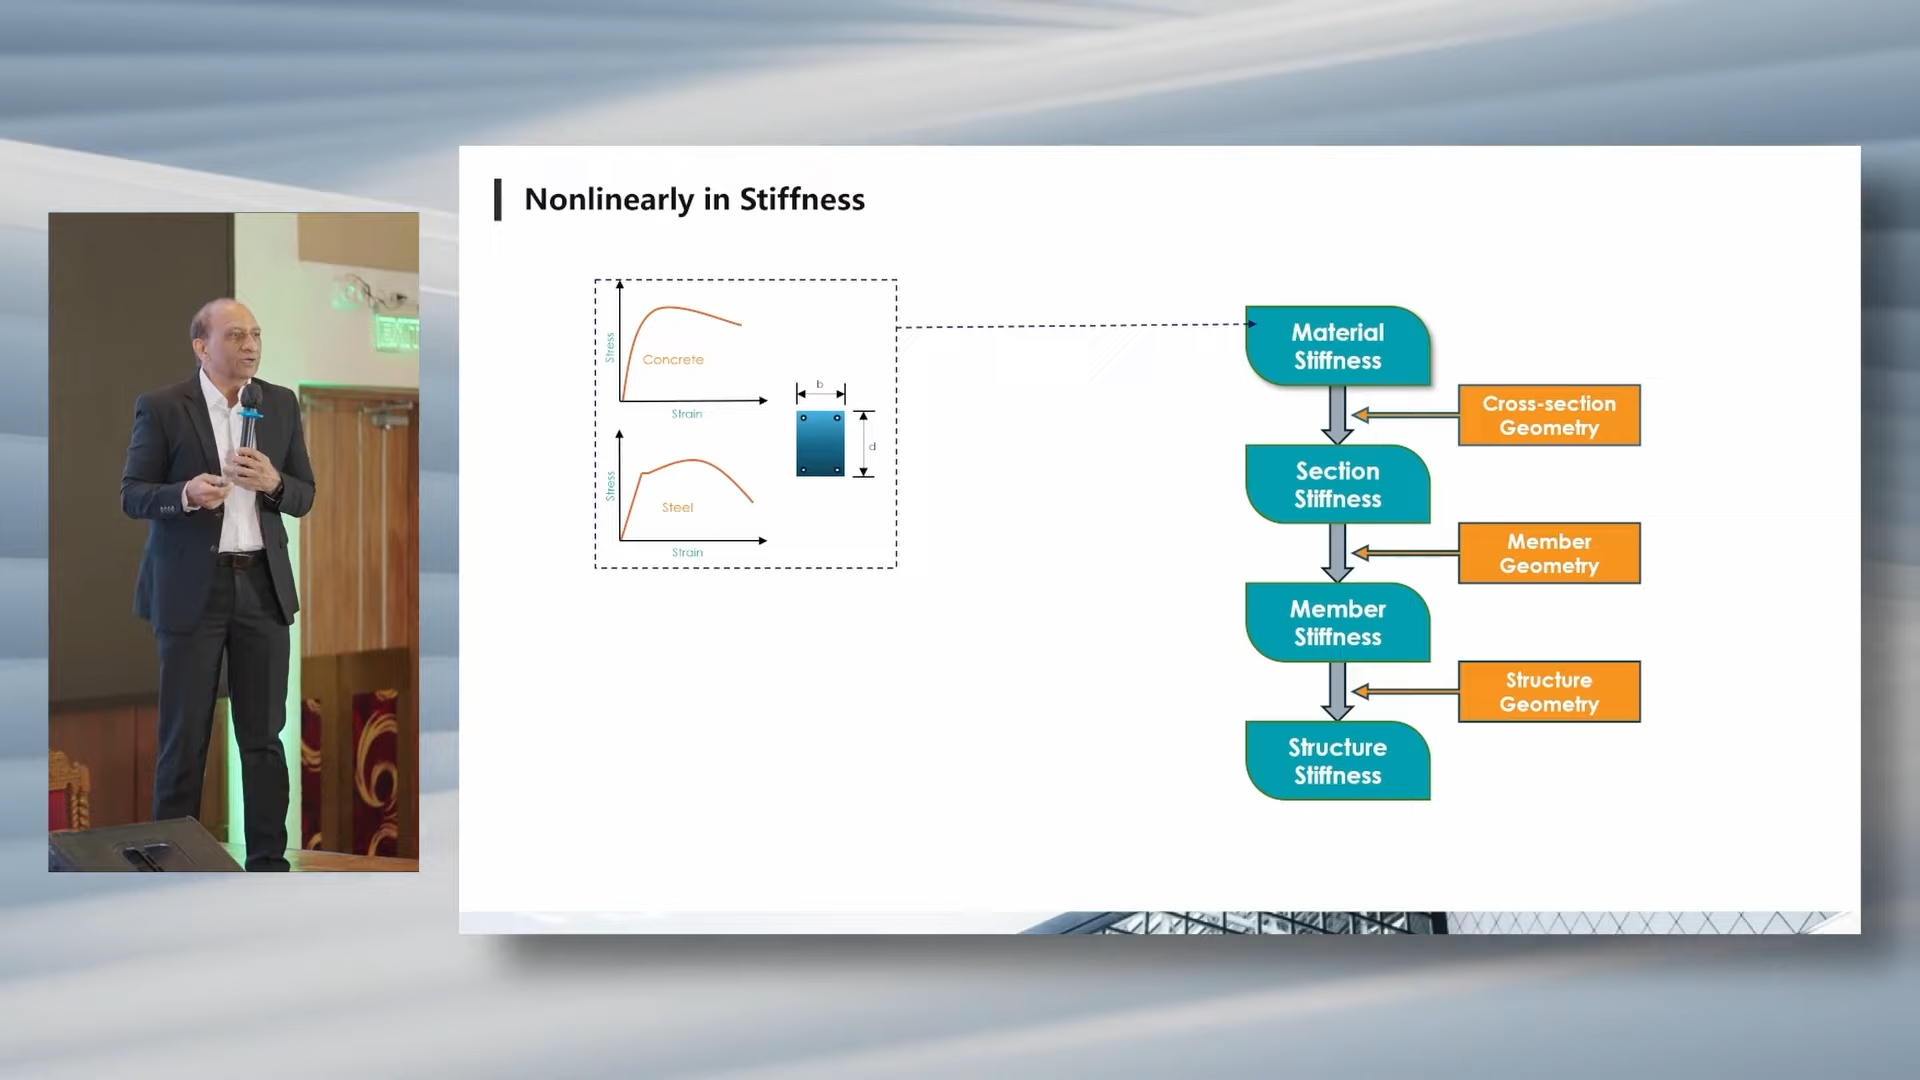 Nonlinearly in Stiffness
Stress
Concrete
Strain
Stress
Steel
Strain
b
d
Material
Stiffness
Cross-section
Geometry
Section
Stiffness
Member
Geometry
Member
Stiffness
Structure
Geometry
Structure
Stiffness